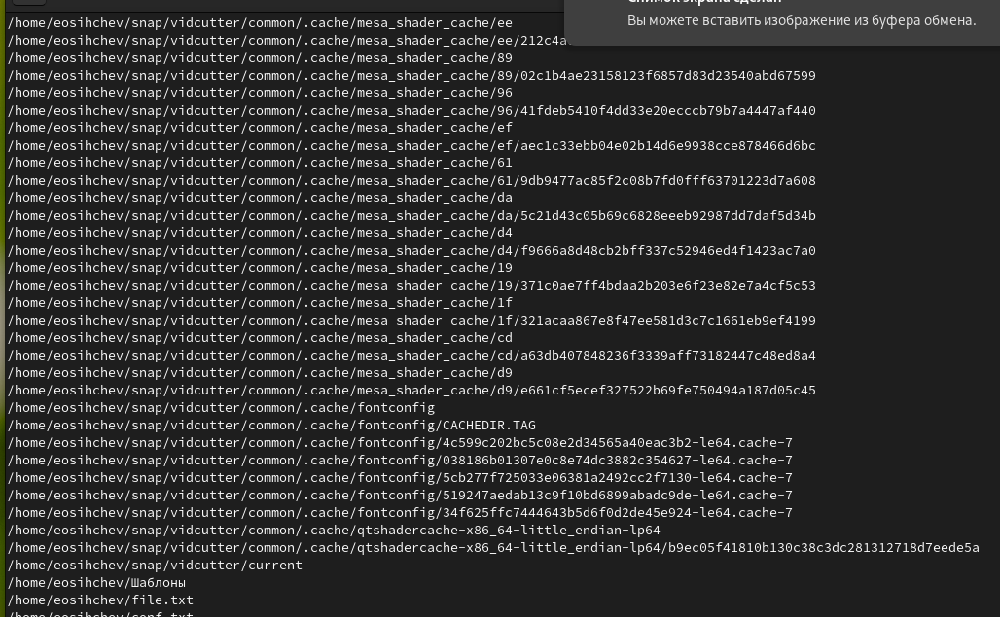 Снимок экрана сделан
Вы можете вставить изображение из буфера обмена.
/home/eosihchev/snap/vidcutter/common/.cache/mesa_shader_cache/ee
/home/eosihchev/snap/vidcutter/common/.cache/mesa_shader_cache/ee/212c4a
/home/eosihchev/snap/vidcutter/common/.cache/mesa_shader_cache/89
/home/eosihchev/snap/vidcutter/common/.cache/mesa_shader_cache/89/02c1b4ae23158123f6857d83d23540abd67599
/home/eosihchev/snap/vidcutter/common/.cache/mesa_shader_cache/96
/home/eosihchev/snap/vidcutter/common/.cache/mesa_shader_cache/96/41fdeb5410f4dd33e20ecccb79b7a4447af440
/home/eosihchev/snap/vidcutter/common/.cache/mesa_shader_cache/ef
/home/eosihchev/snap/vidcutter/common/.cache/mesa_shader_cache/ef/aec1c33ebb04e02b14d6e9938cce878466d6bc
/home/eosihchev/snap/vidcutter/common/.cache/mesa_shader_cache/61
/home/eosihchev/snap/vidcutter/common/.cache/mesa_shader_cache/61/9db9477ac85f2c08b7fd0fff63701223d7a608
/home/eosihchev/snap/vidcutter/common/.cache/mesa_shader_cache/da
/home/eosihchev/snap/vidcutter/common/.cache/mesa_shader_cache/da/5c21d43c05b69c6828eeeb92987dd7daf5d34b
/home/eosihchev/snap/vidcutter/common/.cache/mesa_shader_cache/d4
/home/eosihchev/snap/vidcutter/common/.cache/mesa_shader_cache/d4/f9666a8d48cb2bff337c52946ed4f1423ac7a0
/home/eosihchev/snap/vidcutter/common/.cache/mesa_shader_cache/19
/home/eosihchev/snap/vidcutter/common/.cache/mesa_shader_cache/19/371c0ae7ff4bdaa2b203e6f23e82e7a4cf5c53
/home/eosihchev/snap/vidcutter/common/.cache/mesa_shader_cache/1f
/home/eosihchev/snap/vidcutter/common/.cache/mesa_shader_cache/1f/321acaa867e8f47ee581d3c7c1661eb9ef4199
/home/eosihchev/snap/vidcutter/common/.cache/mesa_shader_cache/cd
/home/eosihchev/snap/vidcutter/common/.cache/mesa_shader_cache/cd/a63db407848236f3339aff73182447c48ed8a4
/home/eosihchev/snap/vidcutter/common/.cache/mesa_shader_cache/d9
/home/eosihchev/snap/vidcutter/common/.cache/mesa_shader_cache/d9/e661cf5ecef327522b69fe750494a187d05c45
/home/eosihchev/snap/vidcutter/common/.cache/fontconfig
/home/eosihchev/snap/vidcutter/common/.cache/fontconfig/CACHEDIR.TAG
/home/eosihchev/snap/vidcutter/common/.cache/fontconfig/4c599c202bc5c08e2d34565a40eac3b2-le64.cache-7
/home/eosihchev/snap/vidcutter/common/.cache/fontconfig/038186b01307e0c8e74dc3882c354627-le64.cache-7
/home/eosihchev/snap/vidcutter/common/.cache/fontconfig/5cb277f725033e06381a2492cc2f7130-le64.cache-7
/home/eosihchev/snap/vidcutter/common/.cache/fontconfig/519247aedab13c9f10bd6899abadc9de-le64.cache-7
/home/eosihchev/snap/vidcutter/common/.cache/fontconfig/34f625ffc7444643b5d6f0d2de45e924-le64.cache-7
/home/eosihchev/snap/vidcutter/common/.cache/qtshadercache-x86_64-little_endian-lp64
/home/eosihchev/snap/vidcutter/common/.cache/qtshadercache-x86_64-little_endian-lp64/b9ec05f41810b130c38c3dc281312718d7eede5a
/home/eosihchev/snap/vidcutter/current
/home/eosihchev/Шаблоны
/home/eosihchev/file.txt
/home/eosihchev/conf.txt